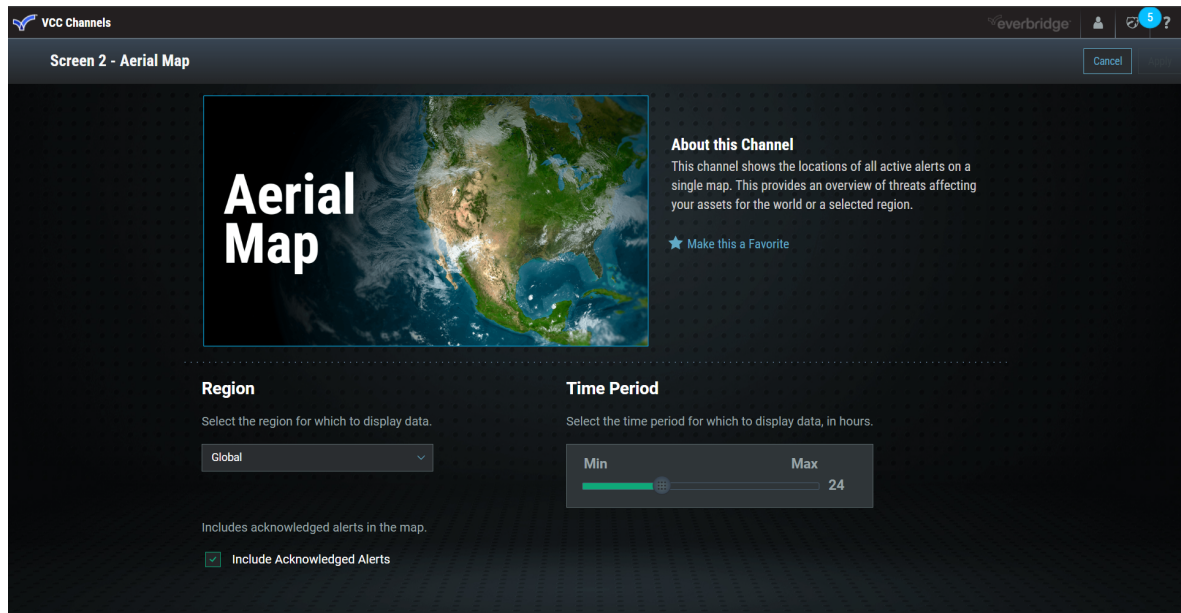 VCC Channels
everbridge
5
?
Screen 2 - Aerial Map
Cancel
Apply
Aerial
Map
About this Channel
This channel shows the locations of all active alerts on a
single map. This provides an overview of threats affecting
your assets for the world or a selected region.
Make this a Favorite
Region
Select the region for which to display data.
Global
Includes acknowledged alerts in the map.
Include Acknowledged Alerts
Time Period
Select the time period for which to display data, in hours.
Min Max
24